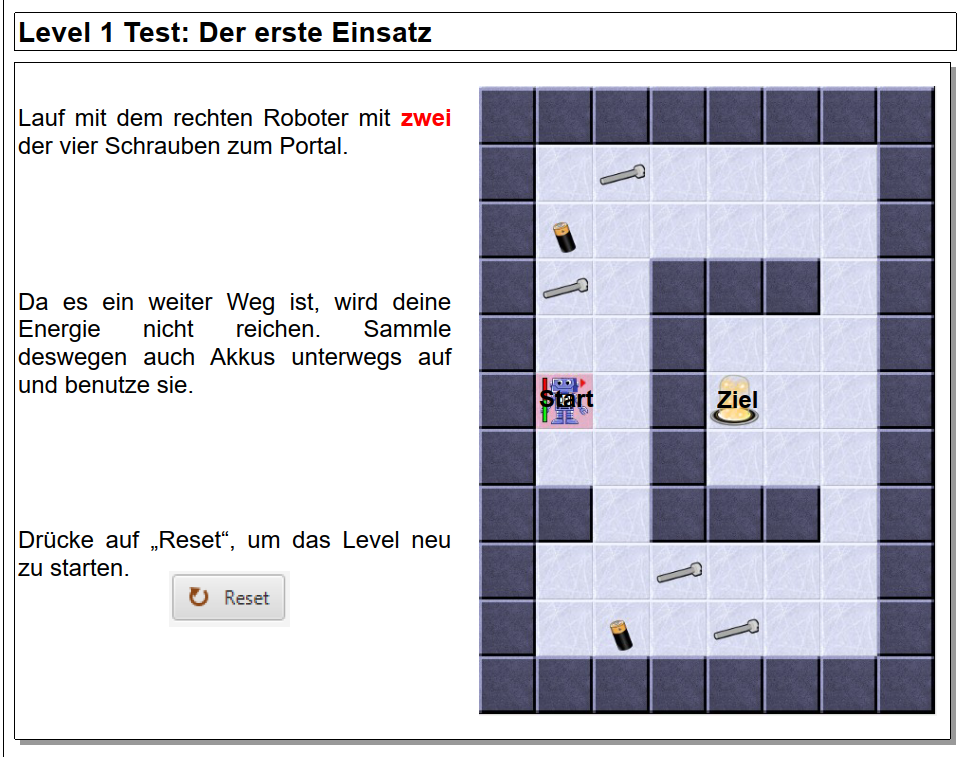 Level 1 Test: Der erste Einsatz
Lauf mit dem rechten Roboter mit zwei
der vier Schrauben zum Portal.
Da es ein weiter Weg ist, wird deine
Energie nicht reichen. Sammle
deswegen auch Akkus unterwegs auf
und benutze sie.
Drücke auf „Reset“, um das Level neu
zu starten.
Reset
Start
Ziel